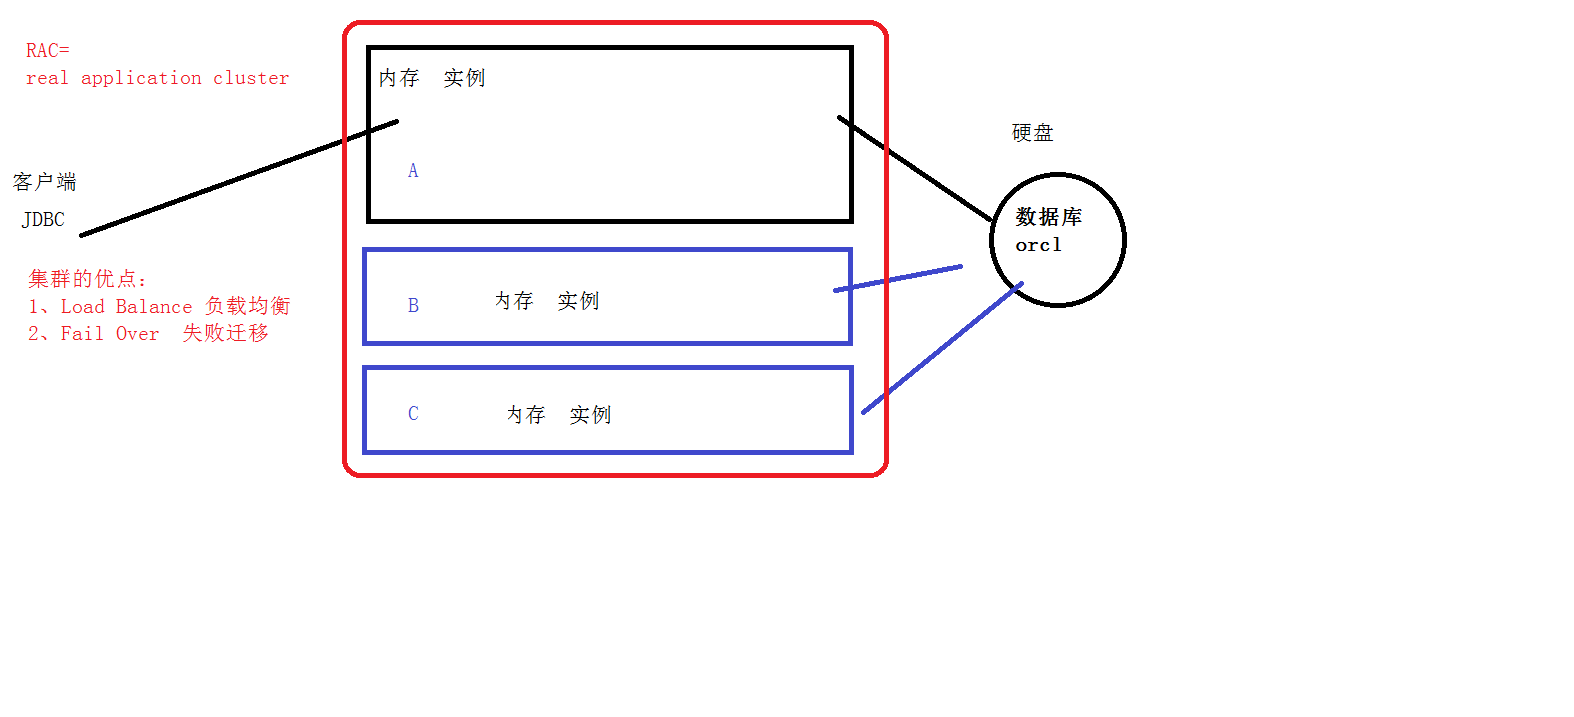 RAC=
real application cluster
客户端
JDBC
集群的优点:
1、Load Balance 负载均衡
2、Fail Over 失败迁移
内存 实例
A
B 内存 实例
C 内存 实例
硬盘
数据库
orcl